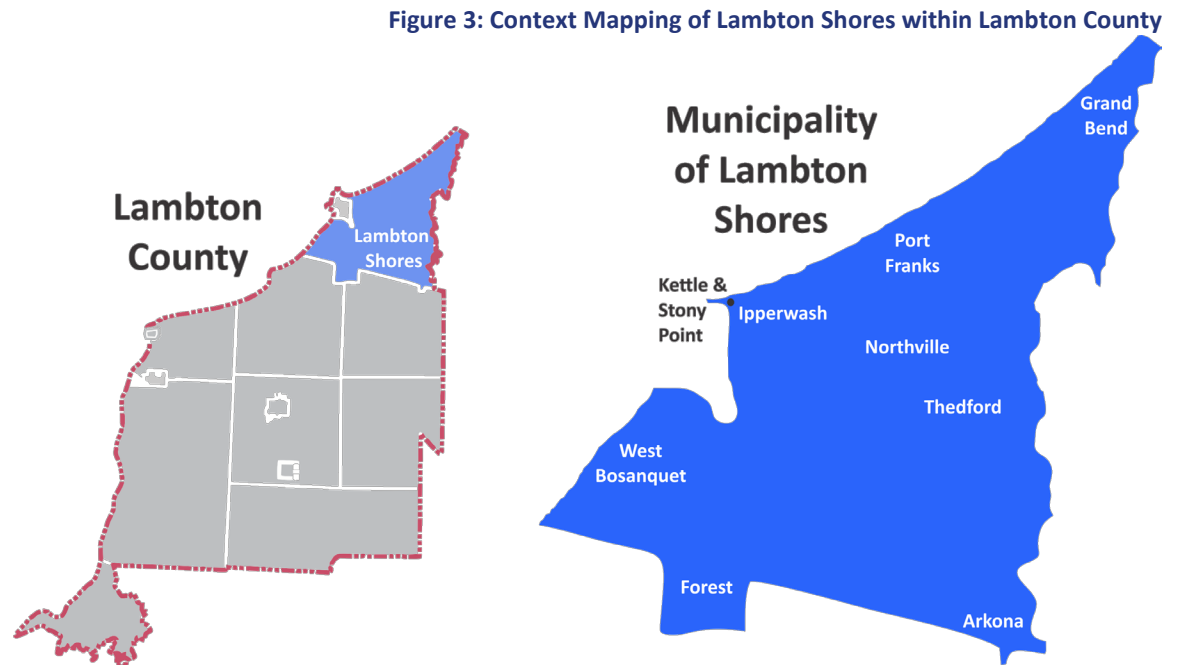 Figure 3: Context Mapping of Lambton Shores within Lambton County
Lambton
County
Lambton
Shores
Municipality
of Lambton
Shores
Grand
Bend
Port
Franks
Kettle &
Stony
Point
Ipperwash
Northville
Thedford
West
Bosanquet
Forest
Arkona